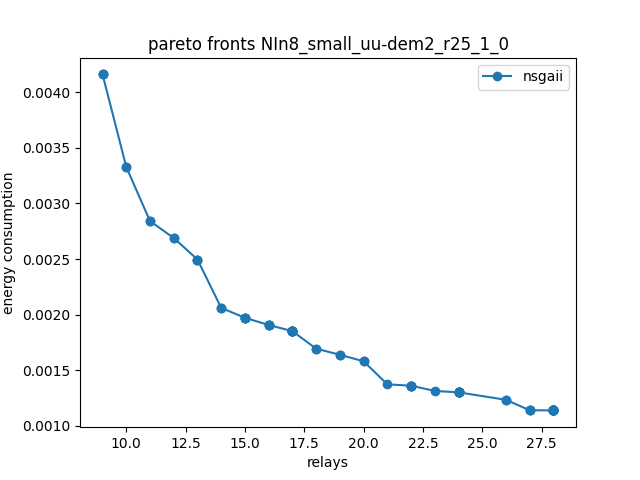 pareto fronts NIn8_small_uu-dem2_r25_1_0
nsgaii
0.0040
0.0035
0.0030
0.0025
0.0020
0.0015
0.0010
energy consumption
10.0 12.5 15.0 17.5 20.0 22.5 25.0 27.5
relays